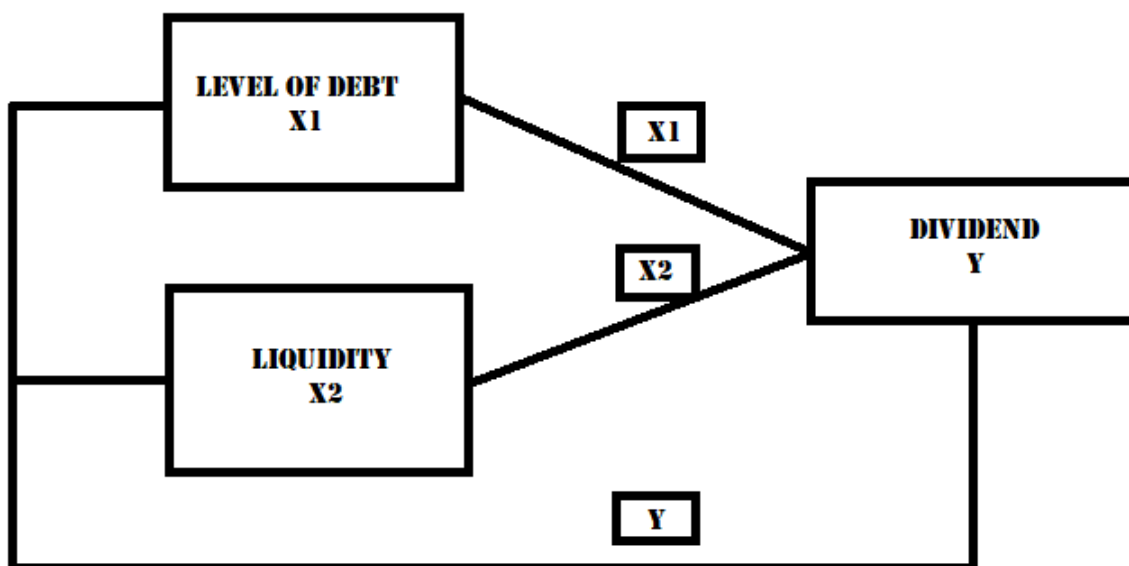 LEVEL OF DEBT
X1
X1
DIVIDEND
Y
X2
LIQUIDITY
X2
Y